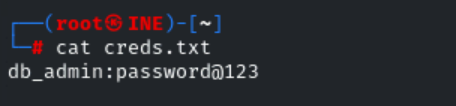 ┌──(root㉿INE)-[~]
└─# cat creds.txt
db_admin:password@123